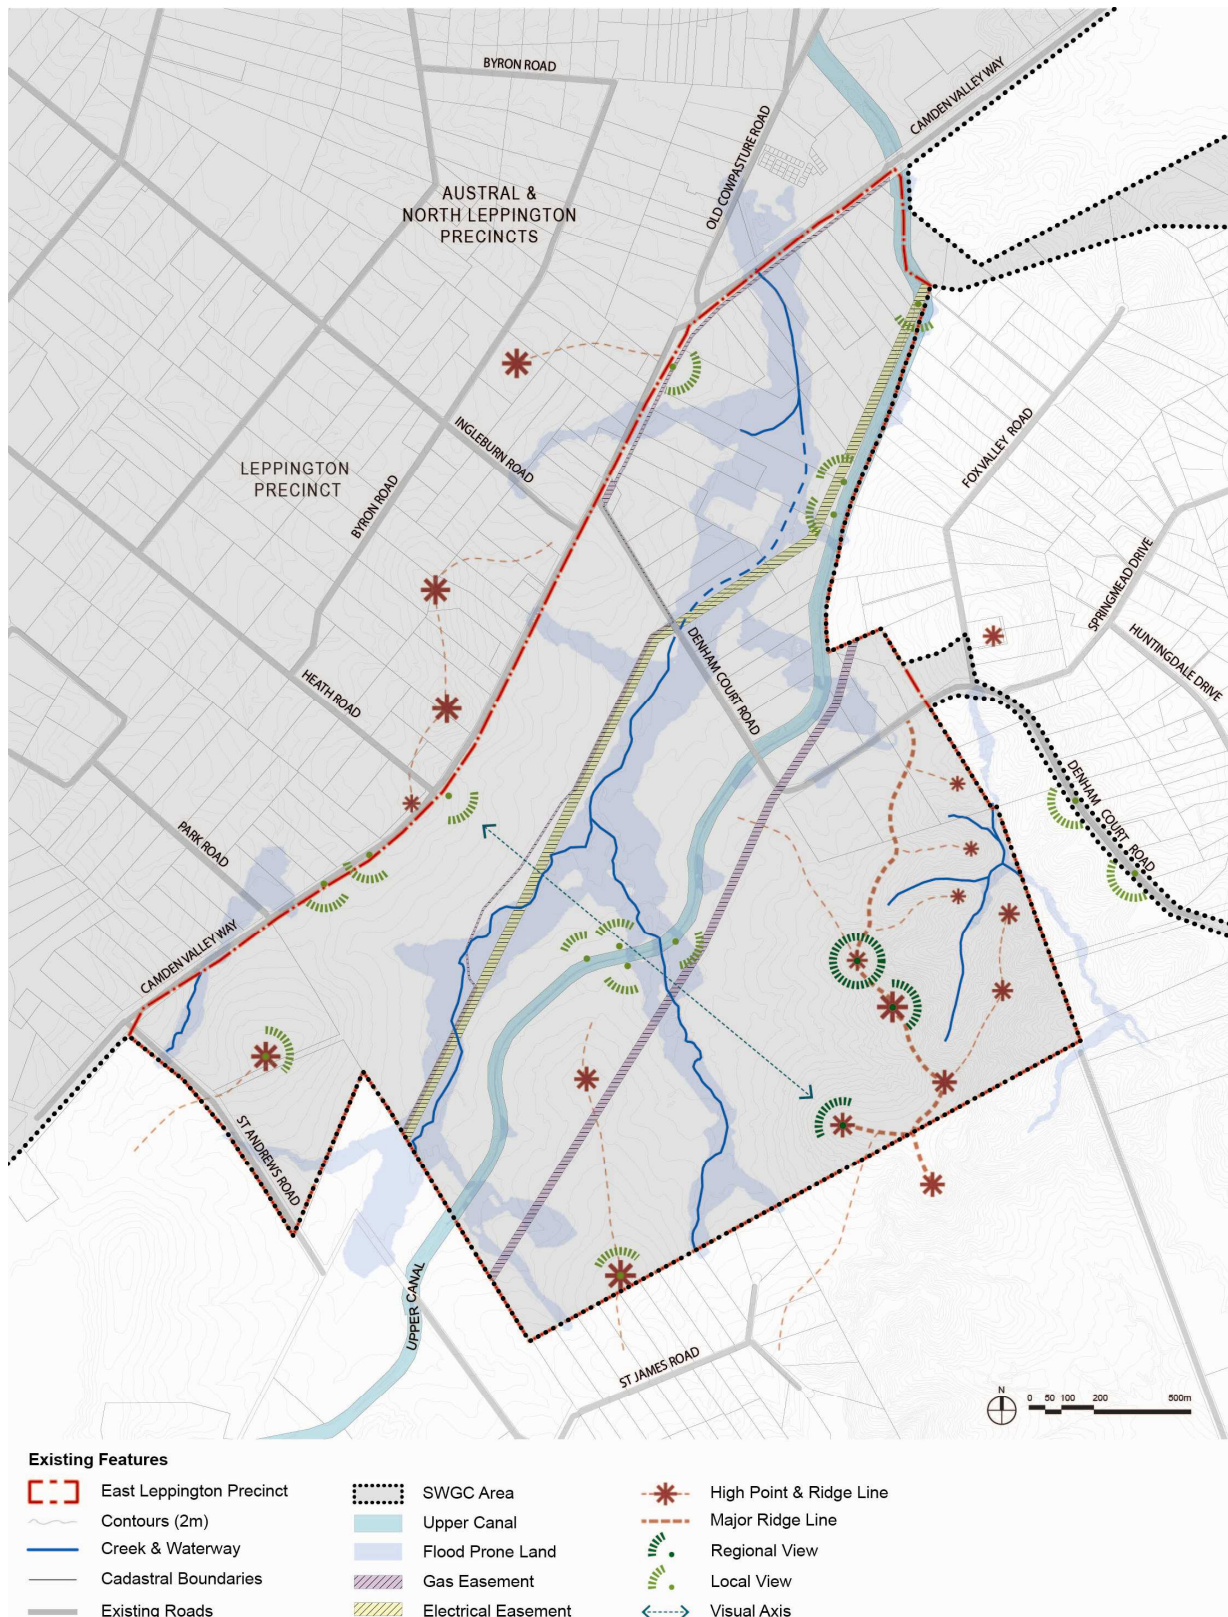 BYRON ROAD
CAMDEN VALLEY WAY
OLD COWPASTURE ROAD
AUSTRAL &
NORTH LEPPINGTON
PRECINCTS
INGLEBURN ROAD
LEPPINGTON
PRECINCT
BYRON ROAD
FOX VALLEY ROAD
SPRINGMEAD DRIVE
HUNTINGDALE DRIVE
HEATH ROAD
DENHAM COURT ROAD
DENHAM COURT ROAD
PARK ROAD
CAMDEN VALLEY WAY
ST ANDREWS ROAD
UPPER CANAL
ST JAMES ROAD
N
0 50 100 200 500m
Existing Features
East Leppington Precinct
Contours (2m)
Creek & Waterway
Cadastral Boundaries
Existing Roads
SWGC Area
Upper Canal
Flood Prone Land
Gas Easement
Electrical Easement
High Point & Ridge Line
Major Ridge Line
Regional View
Local View
Visual Axis